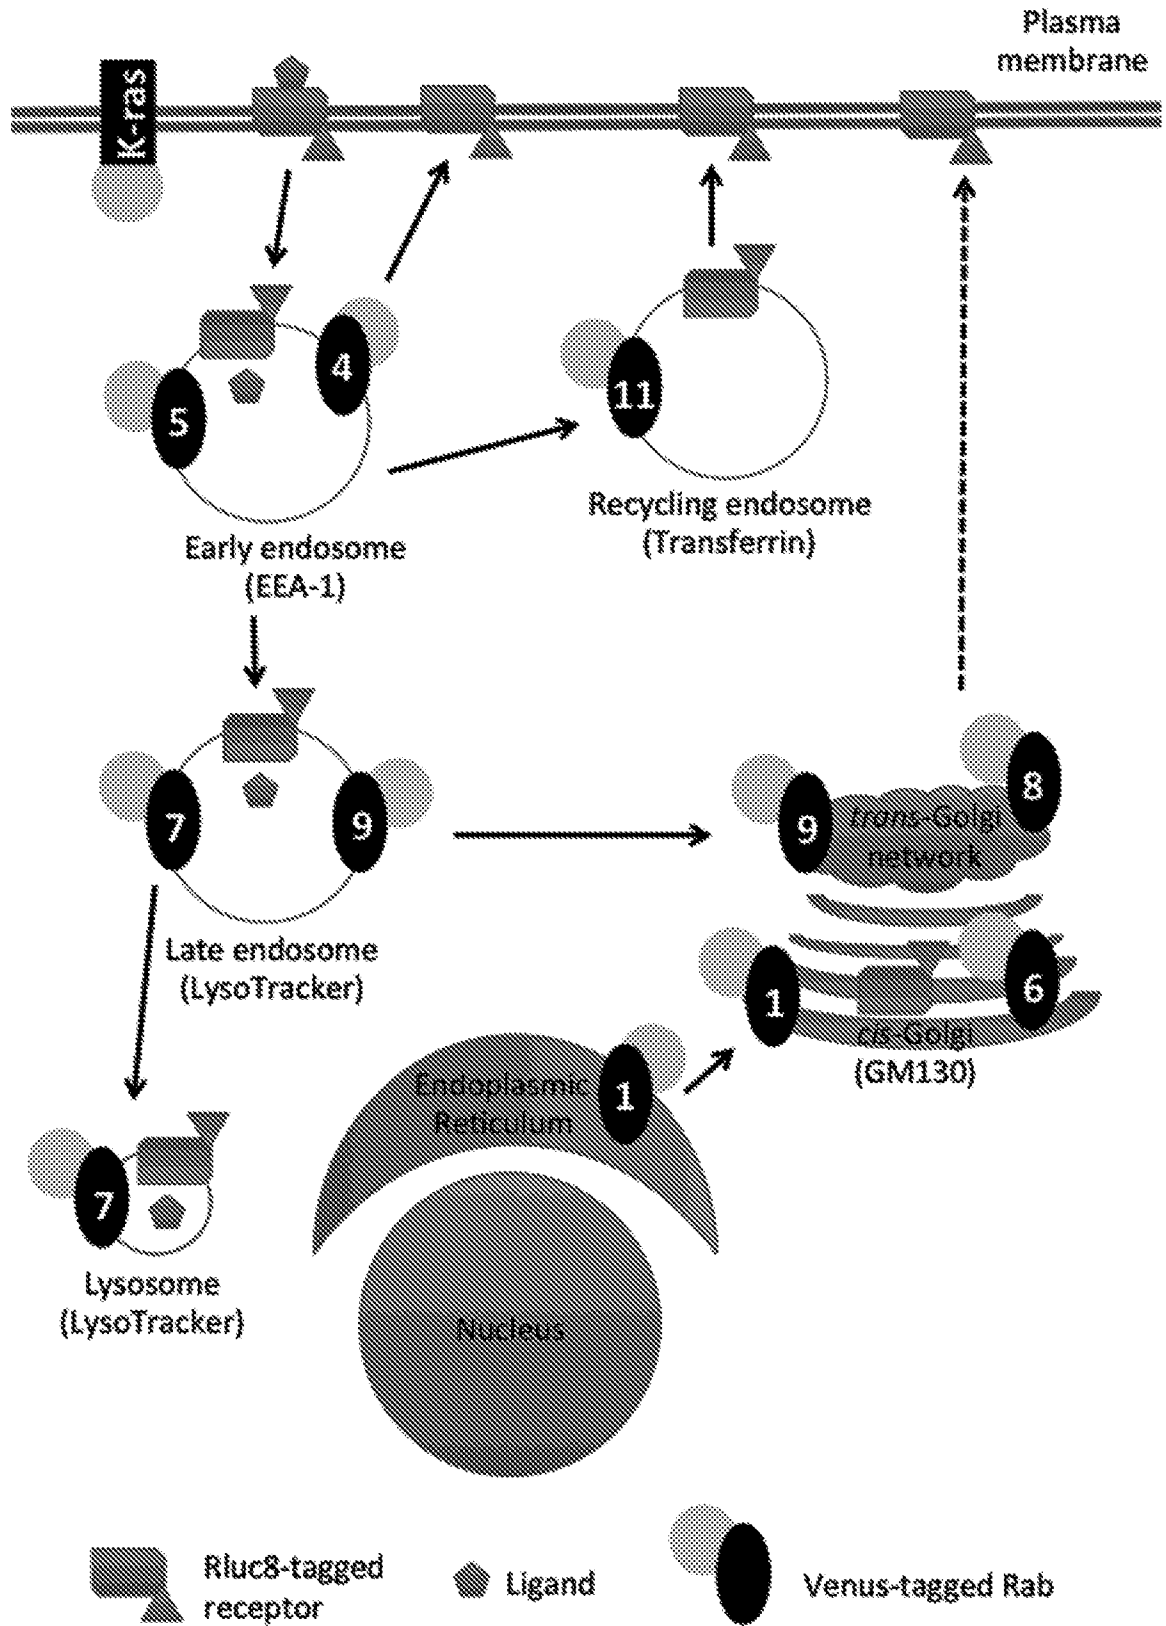 Plasma
membrane
K-ras
4
5
11
Recycling endosome
(Transferrin)
Early endosome
(EEA-1)
7
9
9
8
trans-Golgi
network
Late endosome
(LysoTracker)
1
6
cis-Golgi
(GM130)
Endoplasmic
Reticulum
1
7
Lysosome
(LysoTracker)
Nucleus
Rluc8-tagged
receptor
Ligand
Venus-tagged Rab